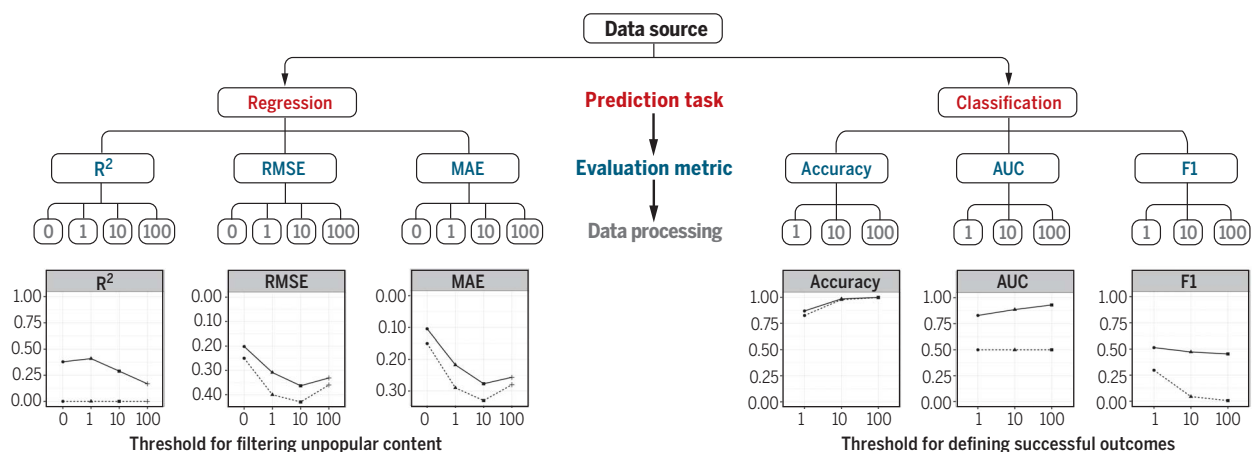 Data source
Regression
Prediction task
Classification
R²
RMSE
MAE
Evaluation metric
Accuracy
AUC
F1
0 1 10 100
0 1 10 100
0 1 10 100
Data processing
1 10 100
1 10 100
1 10 100
R²
1.00
0.75
0.50
0.25
0.00
0 1 10 100
RMSE
0.00
0.10
0.20
0.30
0.40
0 1 10 100
MAE
0.00
0.10
0.20
0.30
0 1 10 100
Threshold for filtering unpopular content
Accuracy
1.00
0.75
0.50
0.25
0.00
1 10 100
AUC
1.00
0.75
0.50
0.25
0.00
1 10 100
F1
1.00
0.75
0.50
0.25
0.00
1 10 100
Threshold for defining successful outcomes